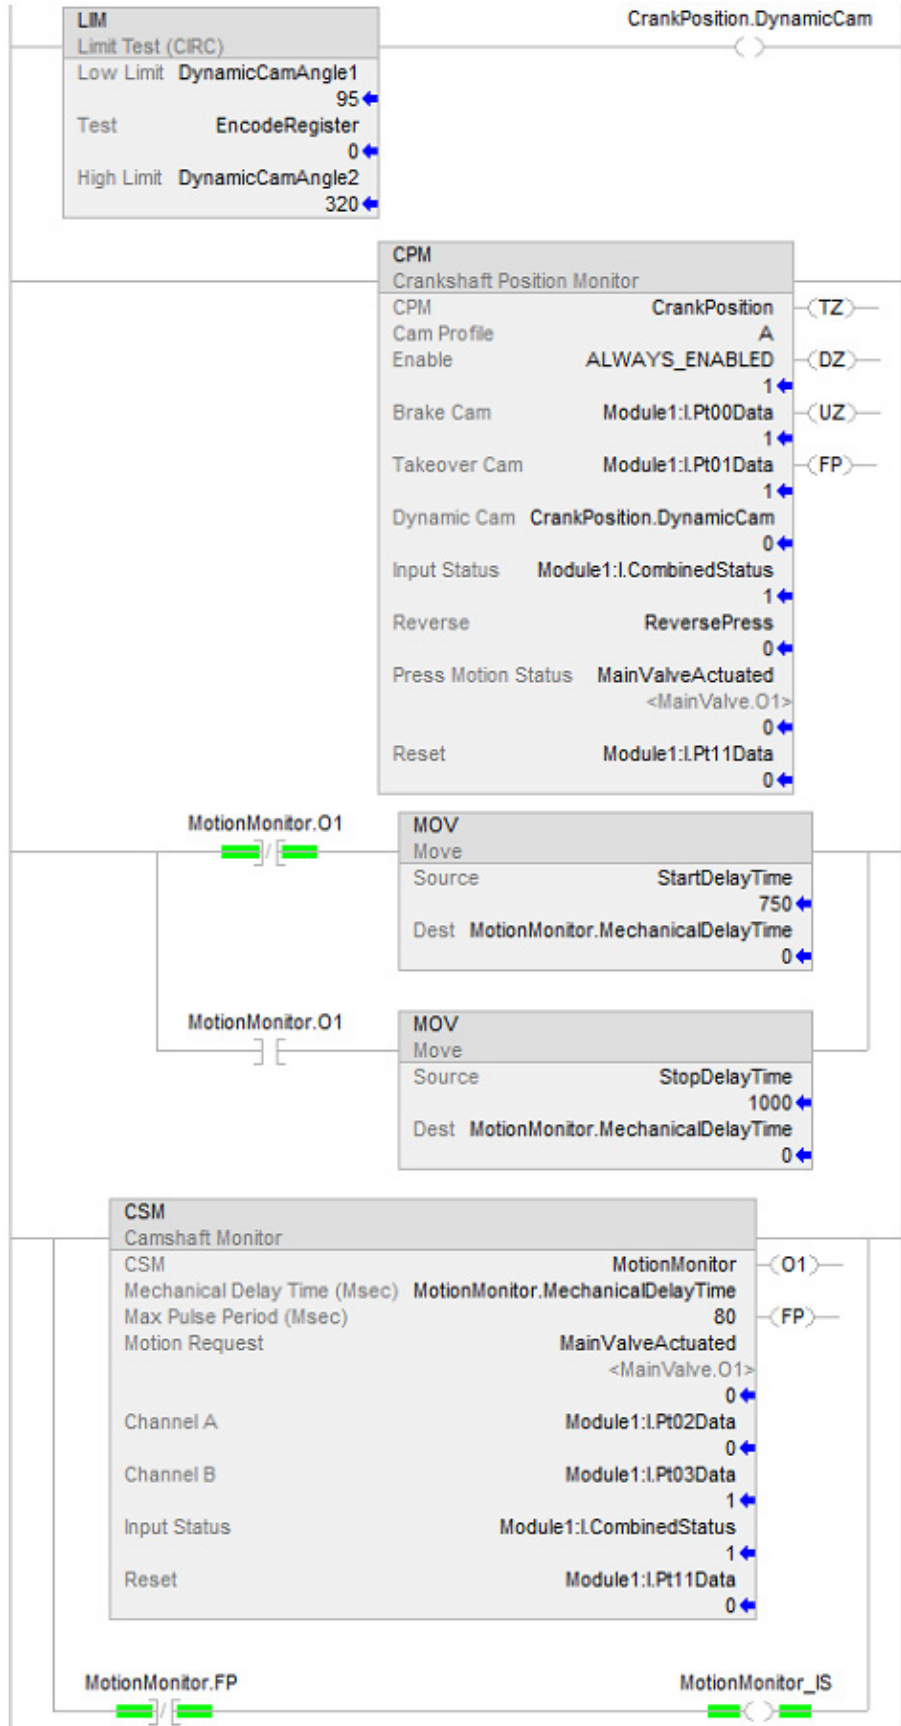 LIM
CrankPosition.DynamicCam
Limit Test (CIRC)
Low Limit DynamicCamAngle1
95
Test EncodeRegister
0
High Limit DynamicCamAngle2
320
CPM
Crankshaft Position Monitor
CPM CrankPosition
TZ
Cam Profile A
Enable ALWAYS_ENABLED
DZ
1
Brake Cam Module1:I.Pt00Data
UZ
1
Takeover Cam Module1:I.Pt01Data
FP
1
Dynamic Cam CrankPosition.DynamicCam
0
Input Status Module1:I.CombinedStatus
1
Reverse ReversePress
0
Press Motion Status MainValveActuated
<MainValve.O1>
0
Reset Module1:I.Pt11Data
0
MotionMonitor.O1
MOV
Move
Source StartDelayTime
750
Dest MotionMonitor.MechanicalDelayTime
0
MotionMonitor.O1
MOV
Move
Source StopDelayTime
1000
Dest MotionMonitor.MechanicalDelayTime
0
CSM
Camshaft Monitor
CSM MotionMonitor
O1
Mechanical Delay Time (Msec) MotionMonitor.MechanicalDelayTime
Max Pulse Period (Msec) 80
FP
Motion Request MainValveActuated
<MainValve.O1>
0
Channel A Module1:I.Pt02Data
0
Channel B Module1:I.Pt03Data
1
Input Status Module1:I.CombinedStatus
1
Reset Module1:I.Pt11Data
0
MotionMonitor.FP
MotionMonitor_IS